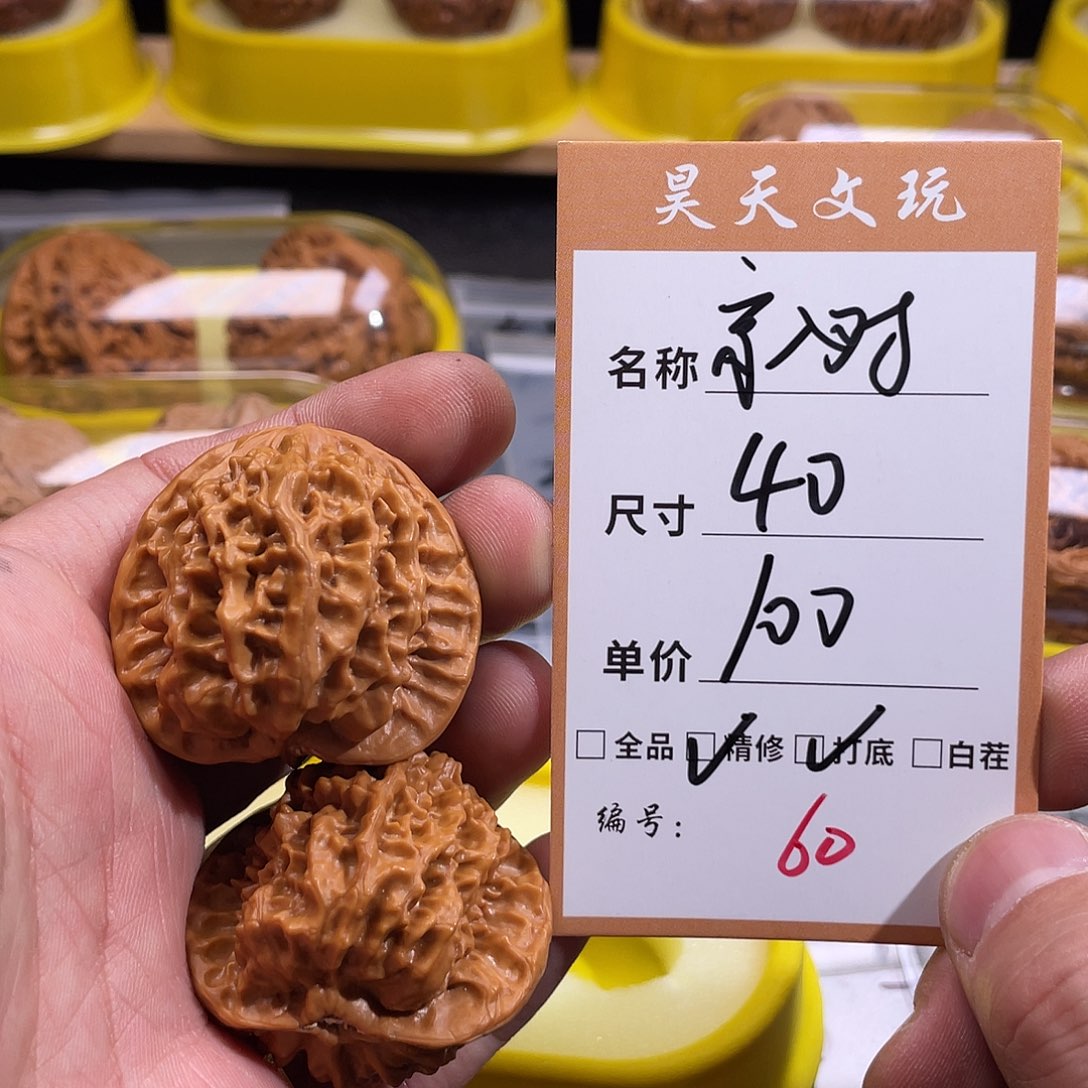 昊天文玩
名称
尺寸 40
单价 100
□全品 ☑精修 ☑打底 □白茬
编号: 60